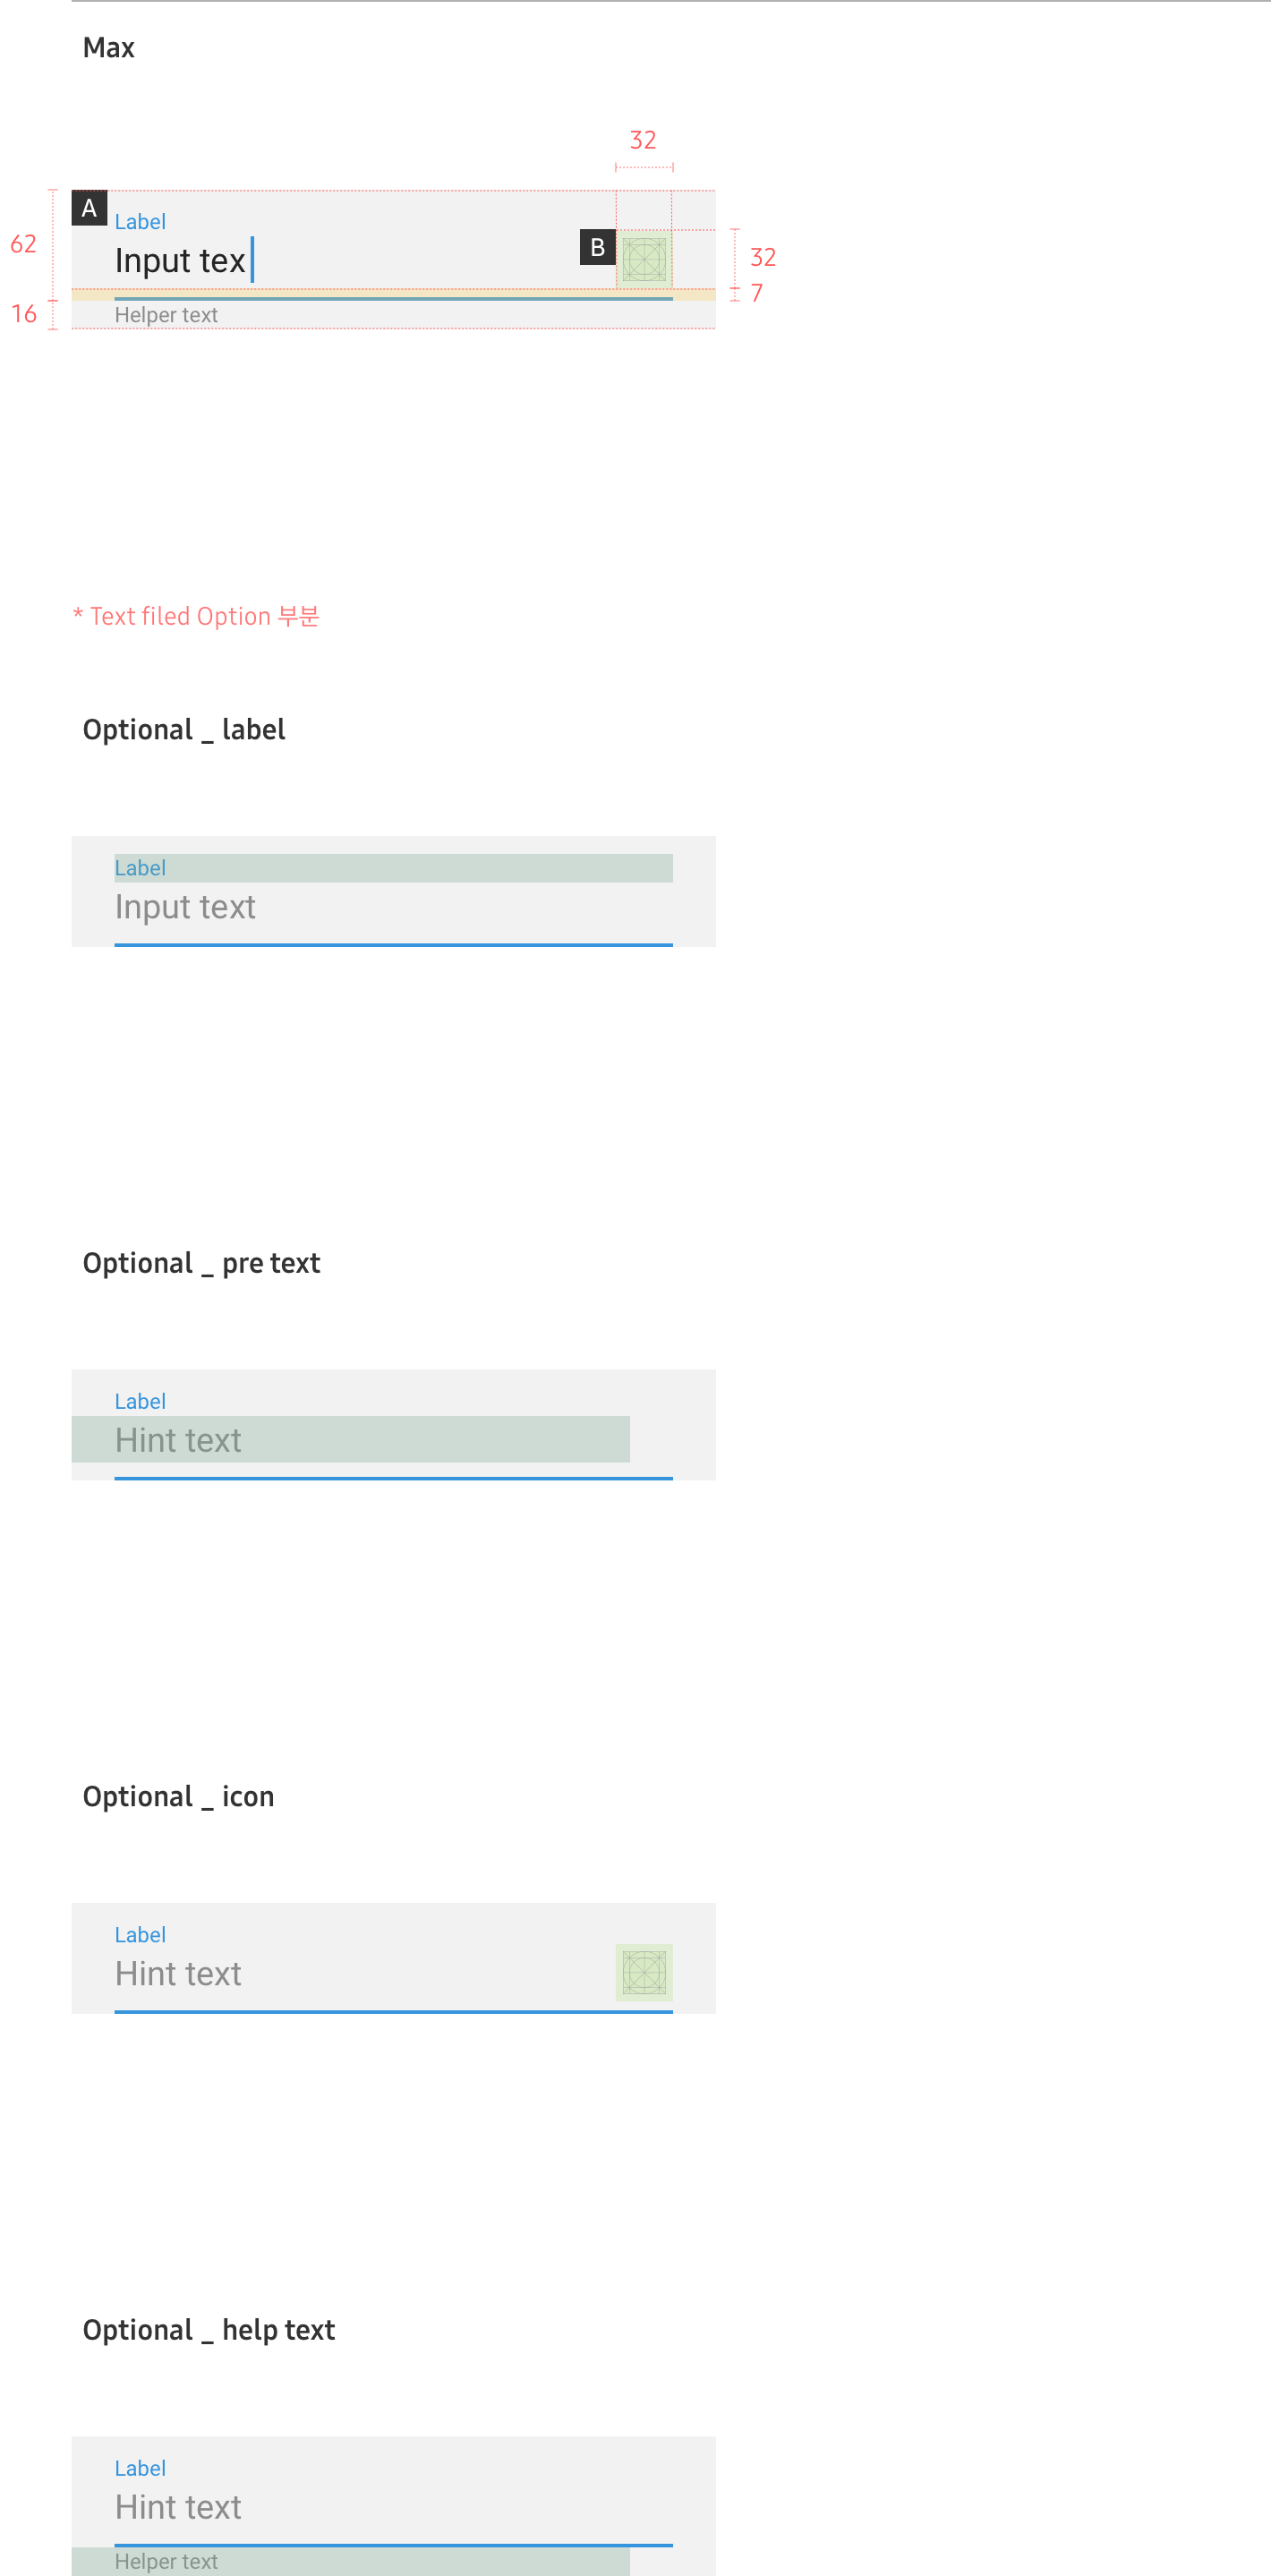 Max
32
A
Label
62
B
Input tex
32
7
16
Helper text
* Text filed Option 부분
Optional _ label
Label
Input text
Optional _ pre text
Label
Hint text
Optional _ icon
Label
Hint text
Optional _ help text
Label
Hint text
Helper text